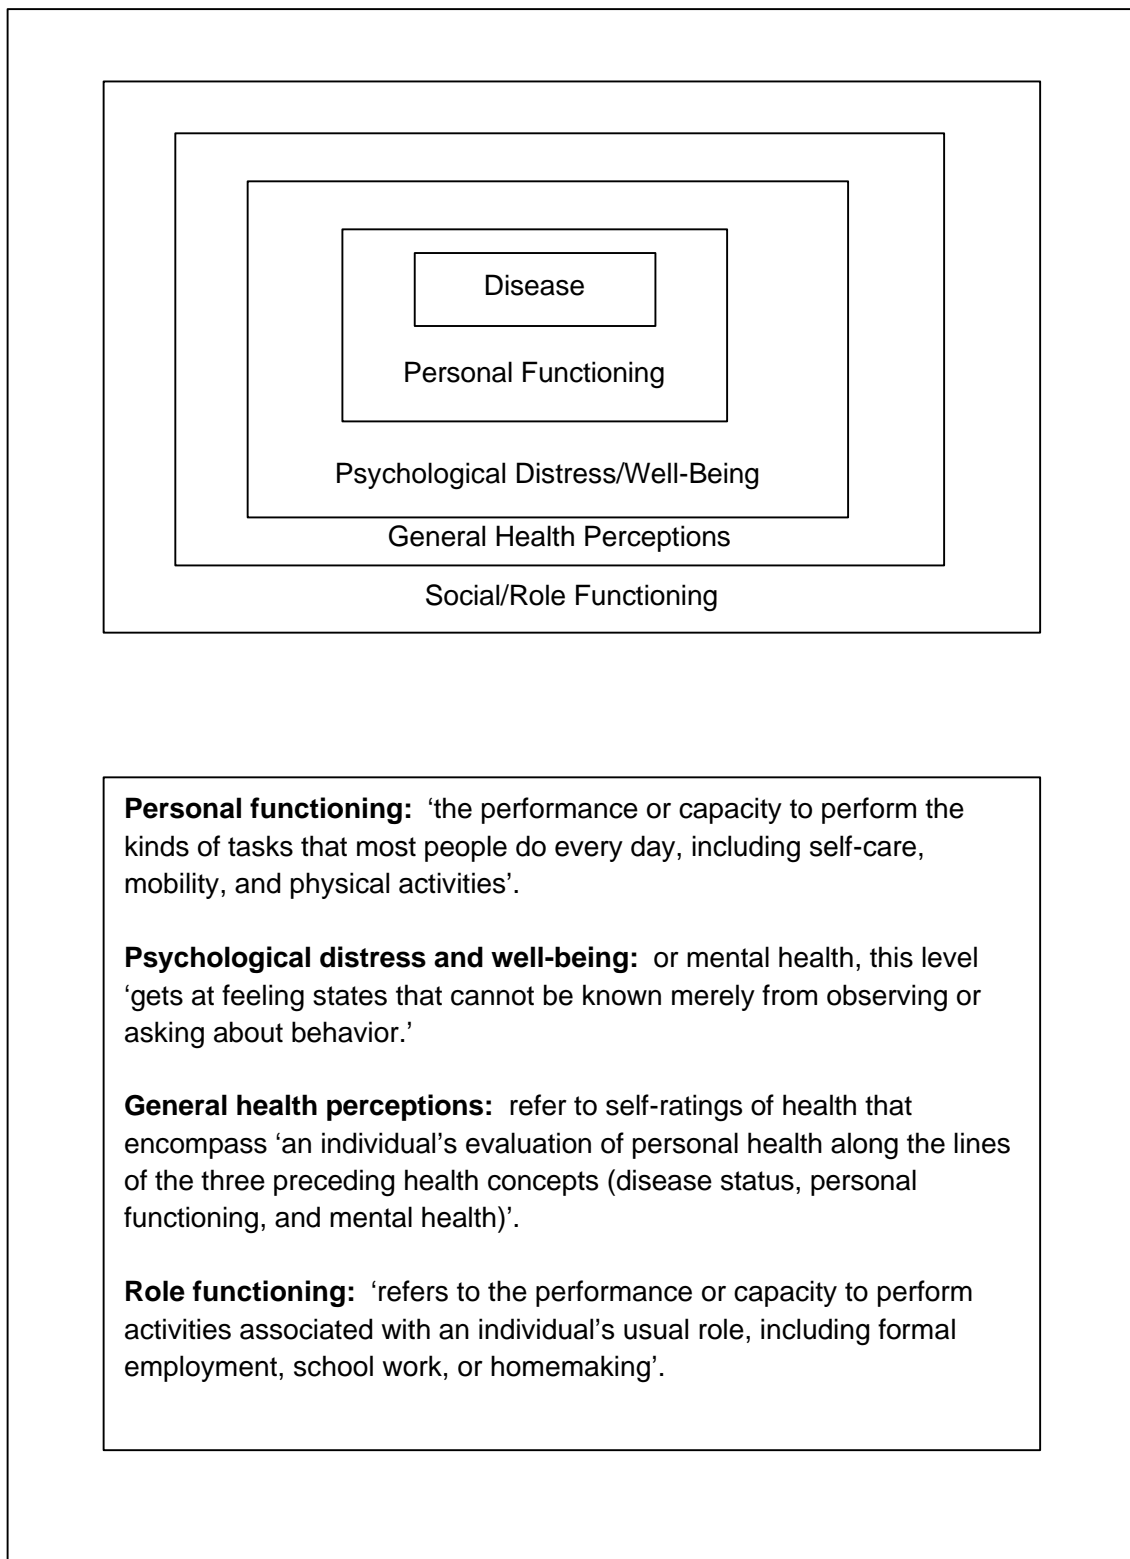 Disease
Personal Functioning
Psychological Distress/Well-Being
General Health Perceptions
Social/Role Functioning
Personal functioning:  ‘the performance or capacity to perform the
kinds of tasks that most people do every day, including self-care,
mobility, and physical activities’.
Psychological distress and well-being:  or mental health, this level
‘gets at feeling states that cannot be known merely from observing or
asking about behavior.’
General health perceptions:  refer to self-ratings of health that
encompass ‘an individual’s evaluation of personal health along the lines
of the three preceding health concepts (disease status, personal
functioning, and mental health)’.
Role functioning:  ‘refers to the performance or capacity to perform
activities associated with an individual’s usual role, including formal
employment, school work, or homemaking’.